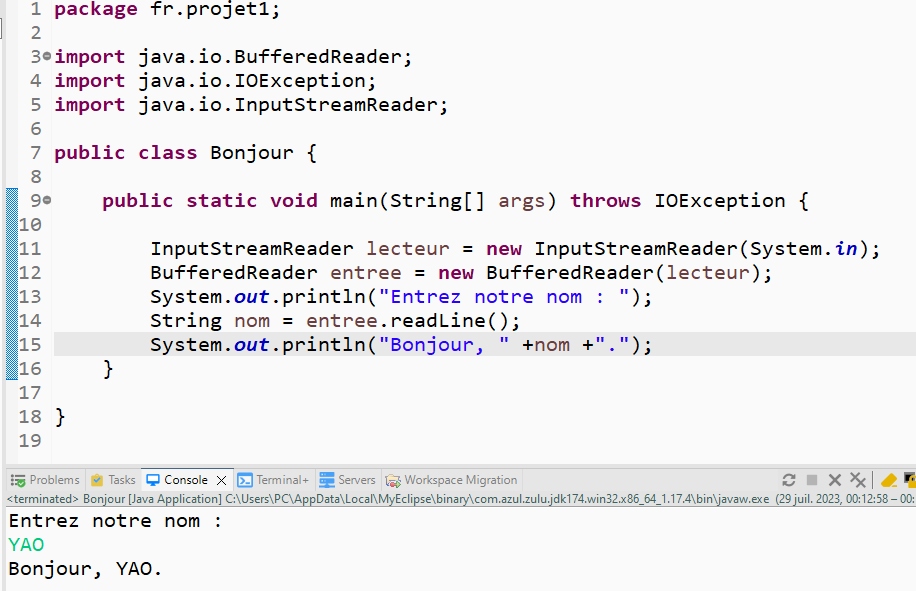 1 package fr.projet1;
2
3 import java.io.BufferedReader;
4 import java.io.IOException;
5 import java.io.InputStreamReader;
6
7 public class Bonjour {
8
9 public static void main(String[] args) throws IOException {
10
11 InputStreamReader lecteur = new InputStreamReader(System.in);
12 BufferedReader entree = new BufferedReader(lecteur);
13 System.out.println("Entrez notre nom : ");
14 String nom = entree.readLine();
15 System.out.println("Bonjour, " +nom +".");
16 }
17
18 }
19
Problems Tasks Console Terminal+ Servers Workspace Migration
<terminated> Bonjour [Java Application] C:\Users\PC\AppData\Local\MyEclipse\binary\com.azul.zulu.jdk174.win32.x86_64_1.17.4\bin\javaw.exe (29 juil. 2023, 00:12:58 – 00:
Entrez notre nom :
YAO
Bonjour, YAO.